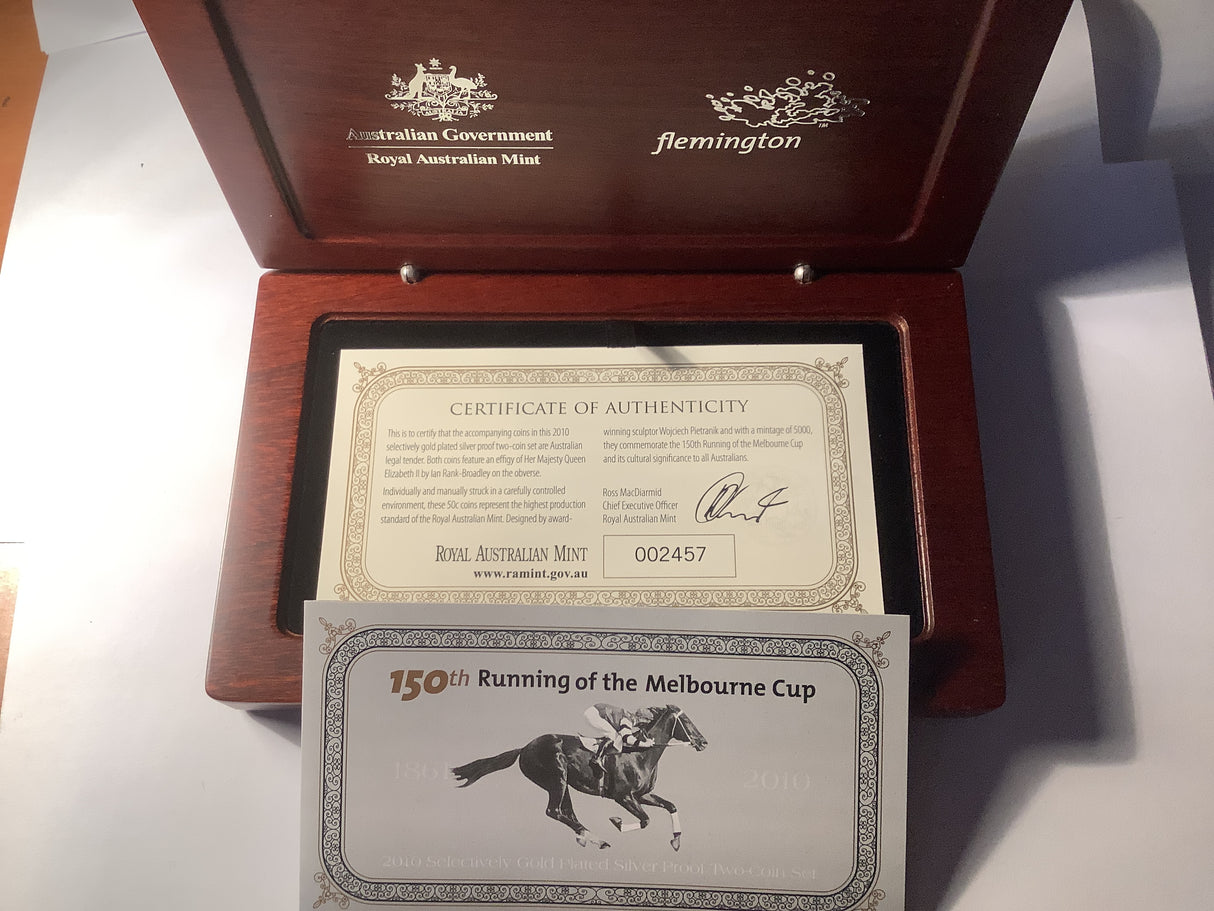 Australian Government
Royal Australian Mint
flemington
TM
CERTIFICATE OF AUTHENTICITY
This is to certify that the accompanying coins in this 2010
selectively gold plated silver proof two-coin set are Australian
legal tender. Both coins feature an effigy of Her Majesty Queen
Elizabeth II by Ian Rank-Broadley on the obverse.
Individually and manually struck in a carefully controlled
environment, these 50c coins represent the highest production
standard of the Royal Australian Mint. Designed by award-
winning sculptor Wojciech Pietranik and with a mintage of 5000,
they commemorate the 150th Running of the Melbourne Cup
and its cultural significance to all Australians.
Ross MacDiarmid
Chief Executive Officer
Royal Australian Mint
ROYAL AUSTRALIAN MINT
www.ramint.gov.au
002457
150th Running of the Melbourne Cup
1861 2010
2010 Selectively Gold Plated Silver Proof Two-Coin Set